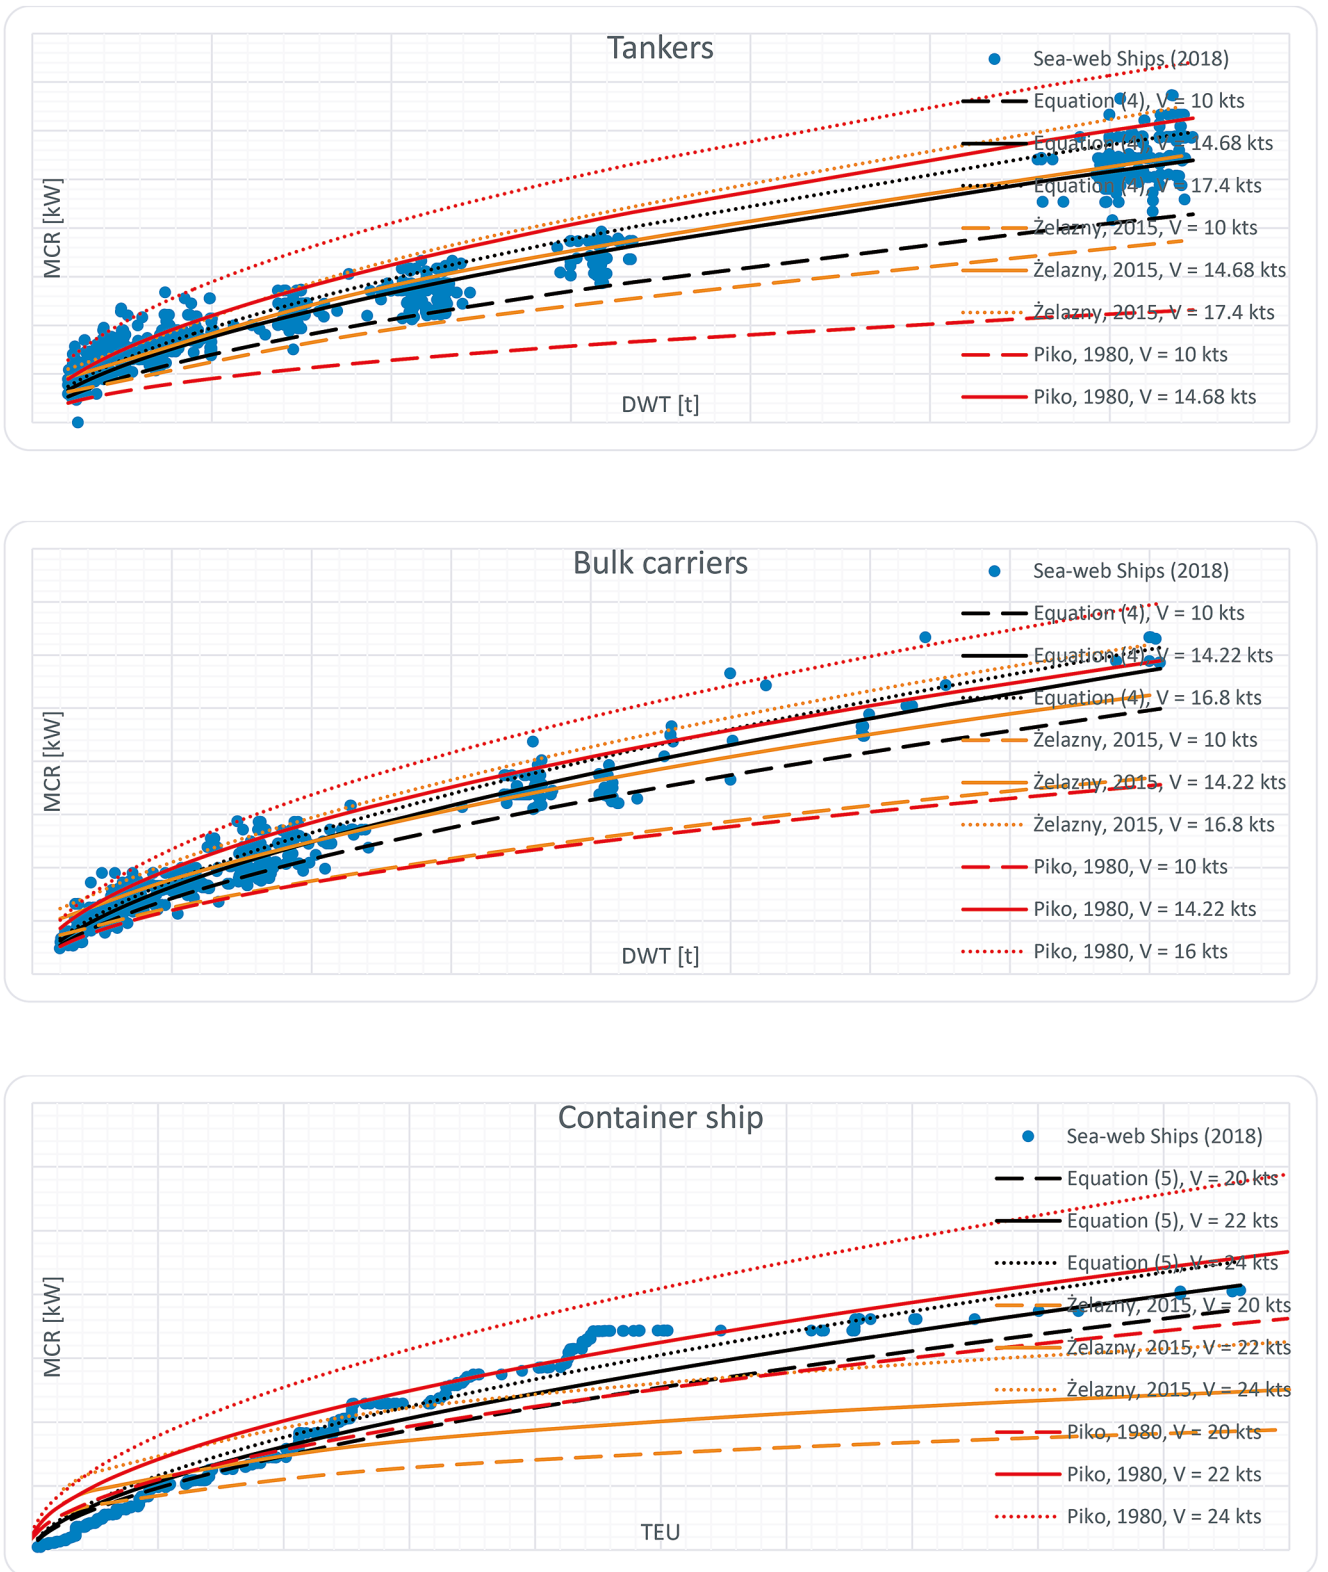 Tankers
Sea-web Ships (2018)
Equation (4), V = 10 kts
Equation (4), V = 14.68 kts
Equation (4), V = 17.4 kts
Żelazny, 2015, V = 10 kts
Żelazny, 2015, V = 14.68 kts
Żelazny, 2015, V = 17.4 kts
Piko, 1980, V = 10 kts
Piko, 1980, V = 14.68 kts
MCR [kW]
DWT [t]
Bulk carriers
Sea-web Ships (2018)
Equation (4), V = 10 kts
Equation (4), V = 14.22 kts
Equation (4), V = 16.8 kts
Żelazny, 2015, V = 10 kts
Żelazny, 2015, V = 14.22 kts
Żelazny, 2015, V = 16.8 kts
Piko, 1980, V = 10 kts
Piko, 1980, V = 14.22 kts
Piko, 1980, V = 16 kts
MCR [kW]
DWT [t]
Container ship
Sea-web Ships (2018)
Equation (5), V = 20 kts
Equation (5), V = 22 kts
Equation (5), V = 24 kts
Żelazny, 2015, V = 20 kts
Żelazny, 2015, V = 22 kts
Żelazny, 2015, V = 24 kts
Piko, 1980, V = 20 kts
Piko, 1980, V = 22 kts
Piko, 1980, V = 24 kts
MCR [kW]
TEU